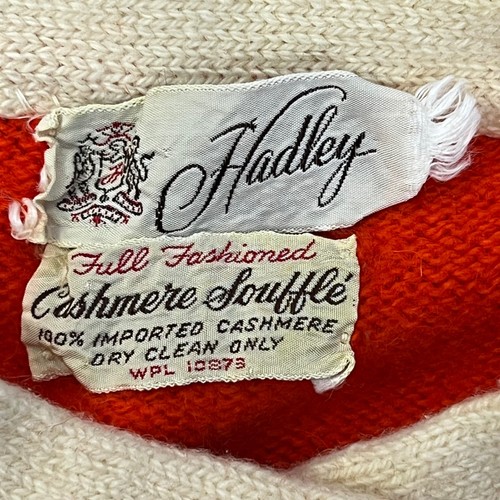 Hadley
Full Fashioned
Cashmere Soufflé
100% IMPORTED CASHMERE
DRY CLEAN ONLY
WPL 10873